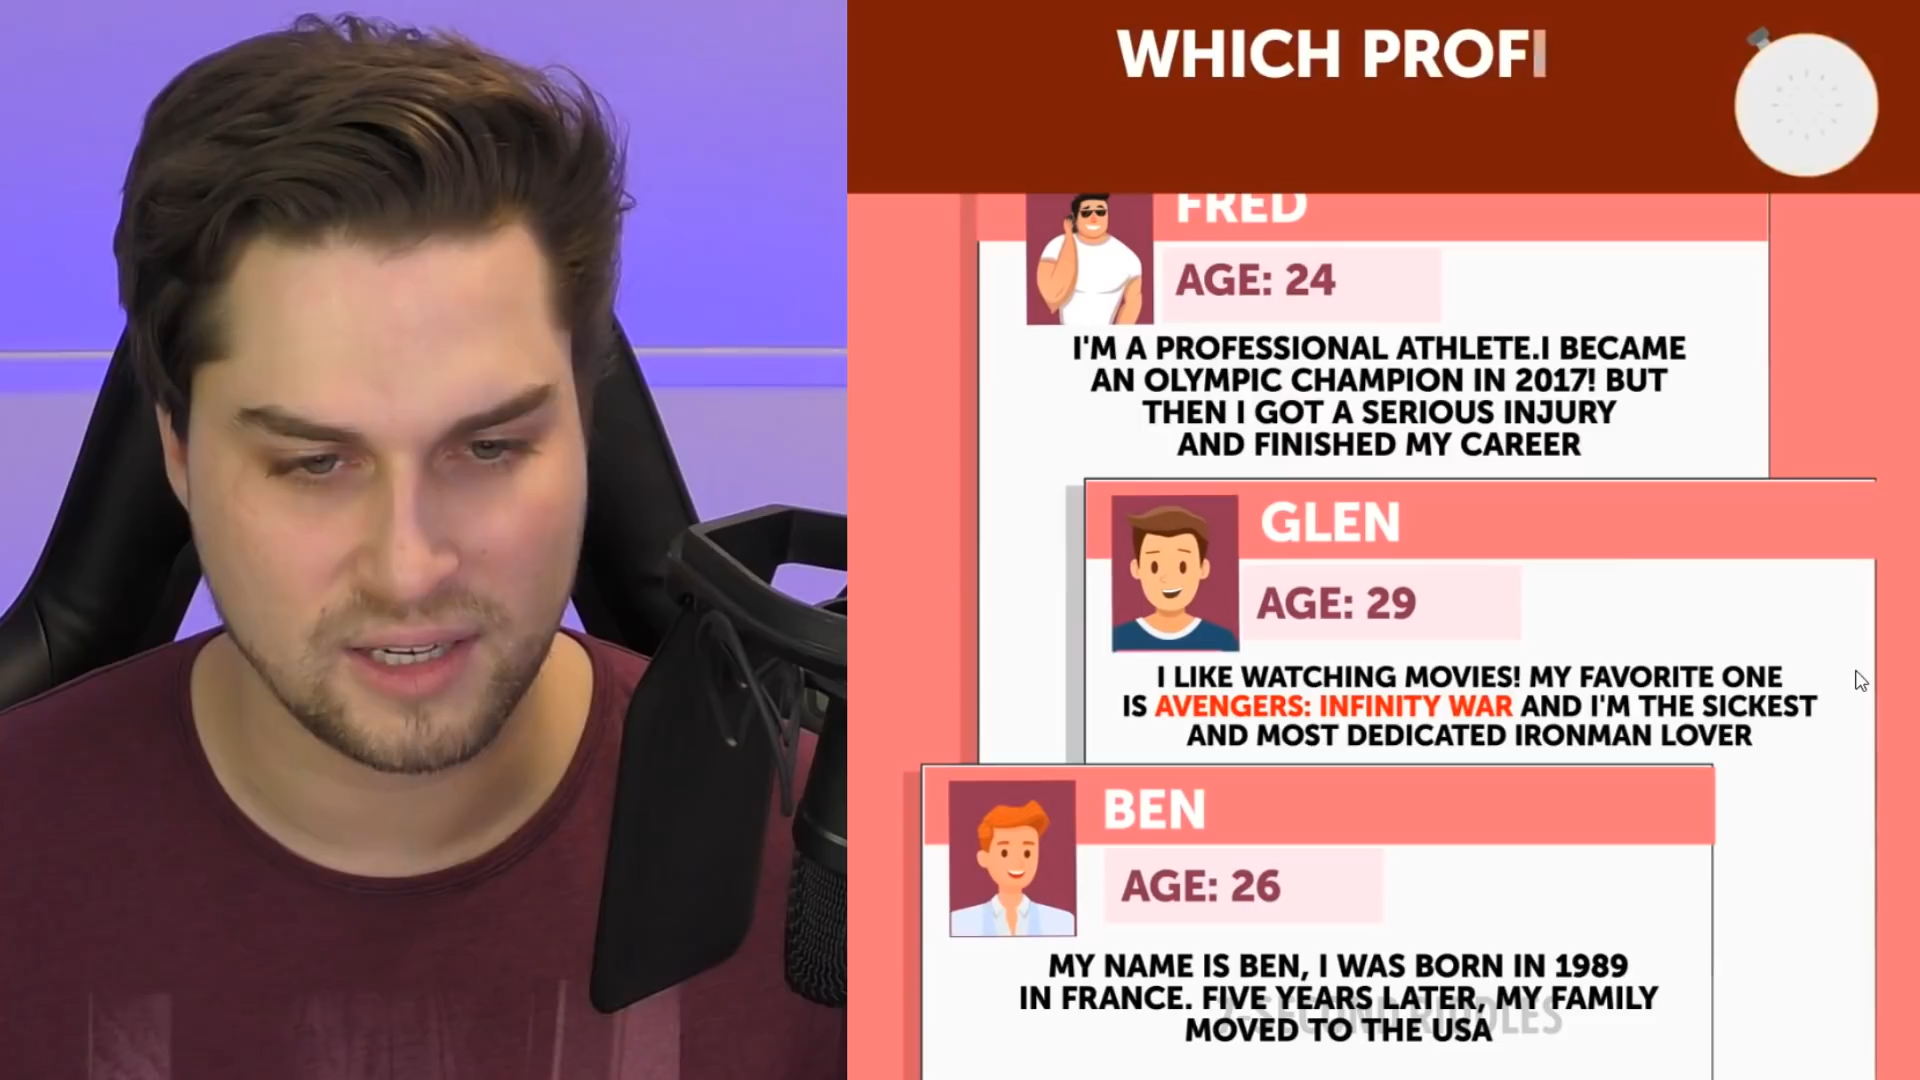 WHICH PROFI
FRED
AGE: 24
I'M A PROFESSIONAL ATHLETE.I BECAME
AN OLYMPIC CHAMPION IN 2017! BUT
THEN I GOT A SERIOUS INJURY
AND FINISHED MY CAREER
GLEN
AGE: 29
I LIKE WATCHING MOVIES! MY FAVORITE ONE
IS AVENGERS: INFINITY WAR AND I'M THE SICKEST
AND MOST DEDICATED IRONMAN LOVER
BEN
AGE: 26
MY NAME IS BEN, I WAS BORN IN 1989
IN FRANCE. FIVE YEARS LATER, MY FAMILY
MOVED TO THE USA